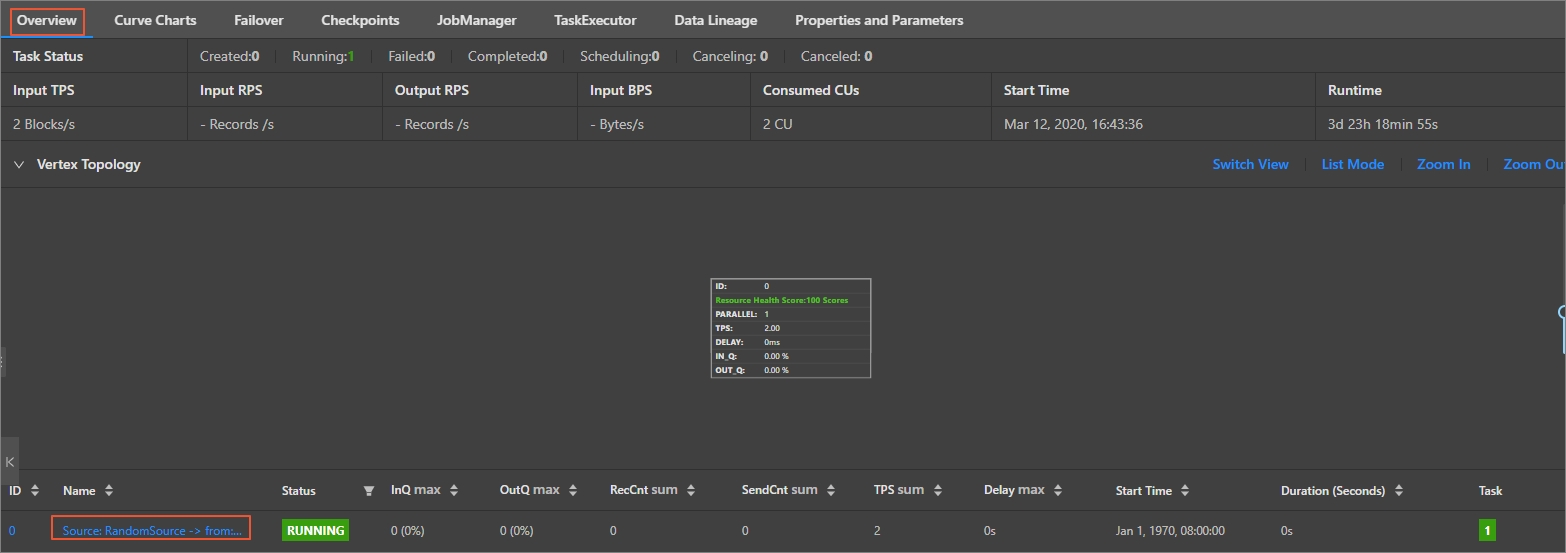 Overview Curve Charts Failover Checkpoints JobManager TaskExecutor Data Lineage Properties and Parameters
Task Status Created:0 Running:1 Failed:0 Completed:0 Scheduling:0 Canceling: 0 Canceled: 0
Input TPS Input RPS Output RPS Input BPS Consumed CUs Start Time Runtime
2 Blocks/s - Records /s - Records /s - Bytes/s 2 CU Mar 12, 2020, 16:43:36 3d 23h 18min 55s
Vertex Topology Switch View List Mode Zoom In Zoom Ou
ID: 0
Resource Health Score:100 Scores
PARALLEL: 1
TPS: 2.00
DELAY: 0ms
IN_Q: 0.00 %
OUT_Q: 0.00 %
ID Name Status InQ max OutQ max RecCnt sum SendCnt sum TPS sum Delay max Start Time Duration (Seconds) Task
0 Source: RandomSource -> from:... RUNNING 0 (0%) 0 (0%) 0 0 2 0s Jan 1, 1970, 08:00:00 0s 1